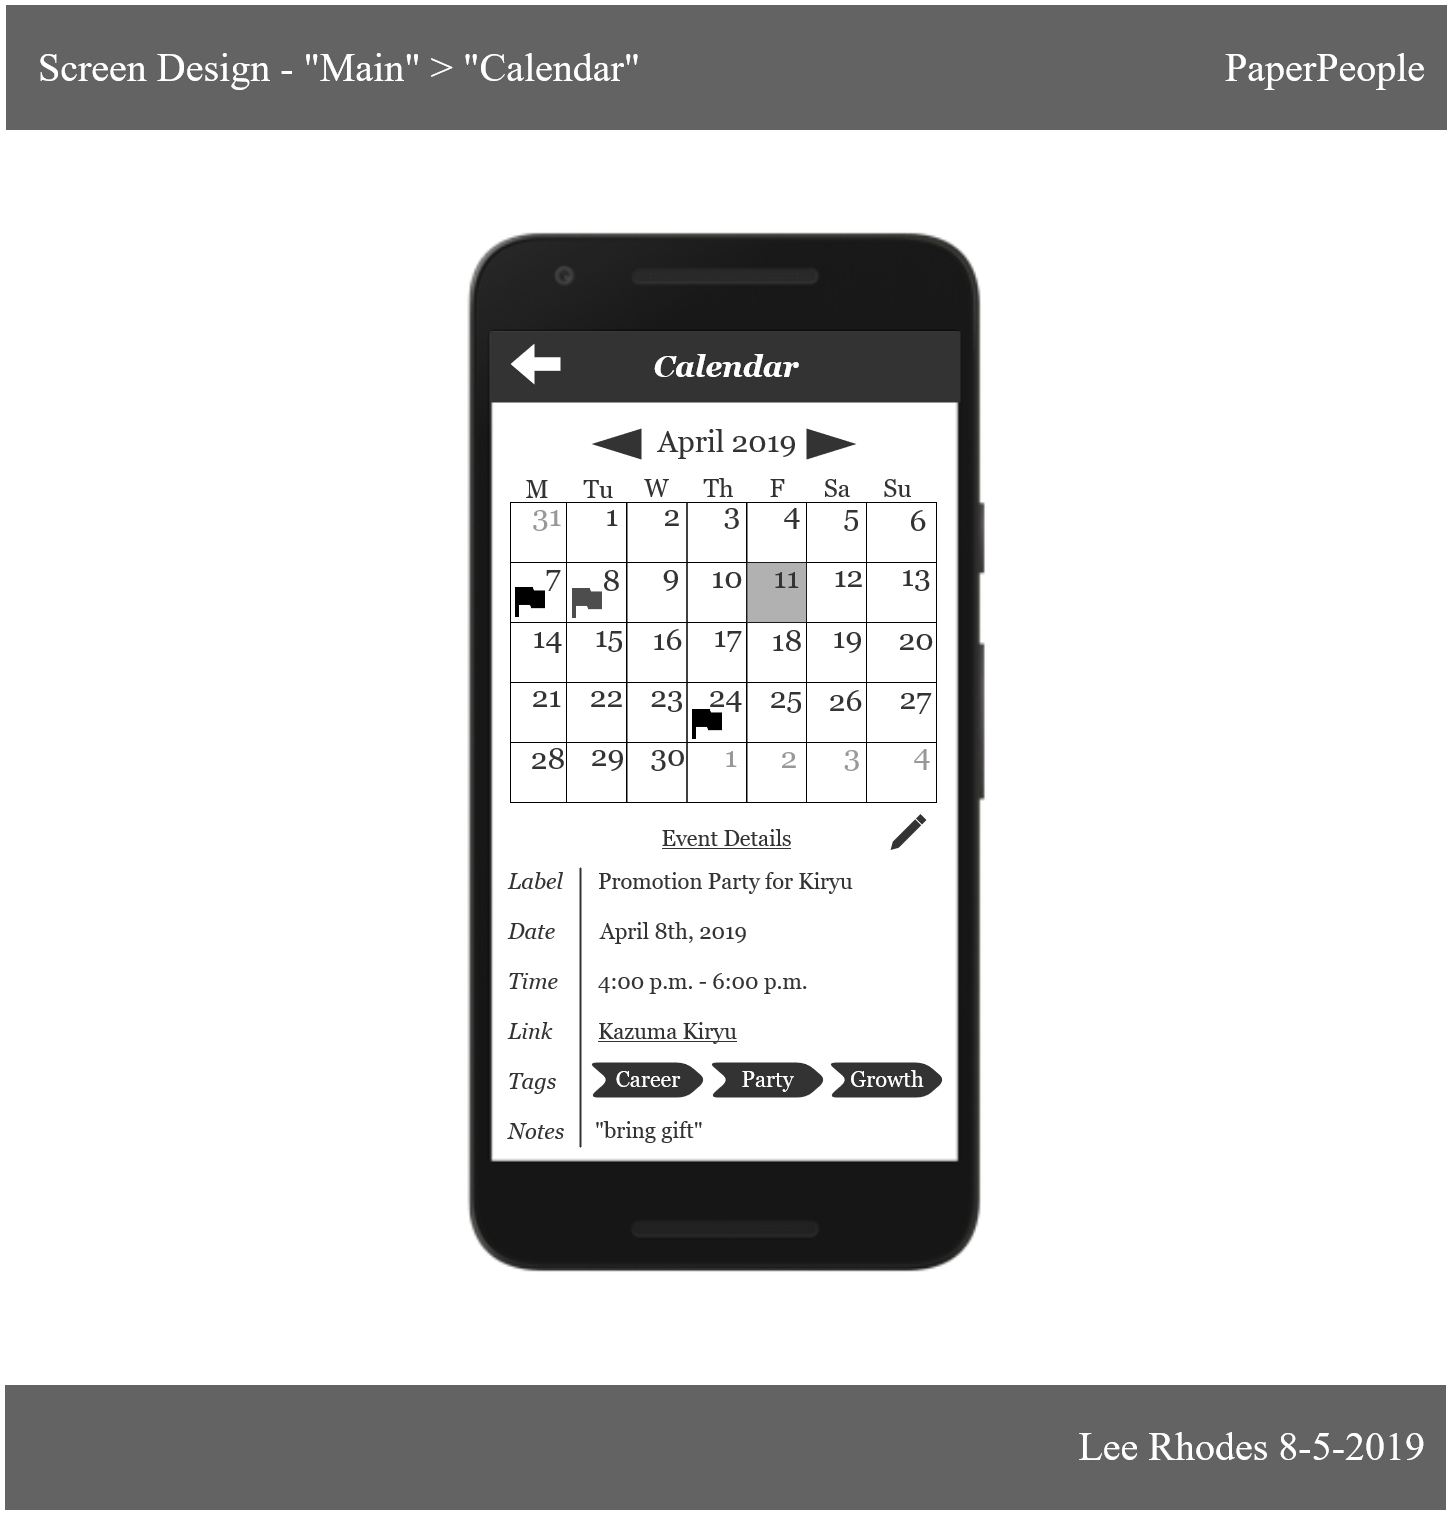 Screen Design - "Main" > "Calendar" PaperPeople
Calendar
April 2019
M Tu W Th F Sa Su
31 1 2 3 4 5 6
7 8 9 10 11 12 13
14 15 16 17 18 19 20
21 22 23 24 25 26 27
28 29 30 1 2 3 4
Event Details
Label Promotion Party for Kiryu
Date April 8th, 2019
Time 4:00 p.m. - 6:00 p.m.
Link Kazuma Kiryu
Tags Career Party Growth
Notes "bring gift"
Lee Rhodes 8-5-2019